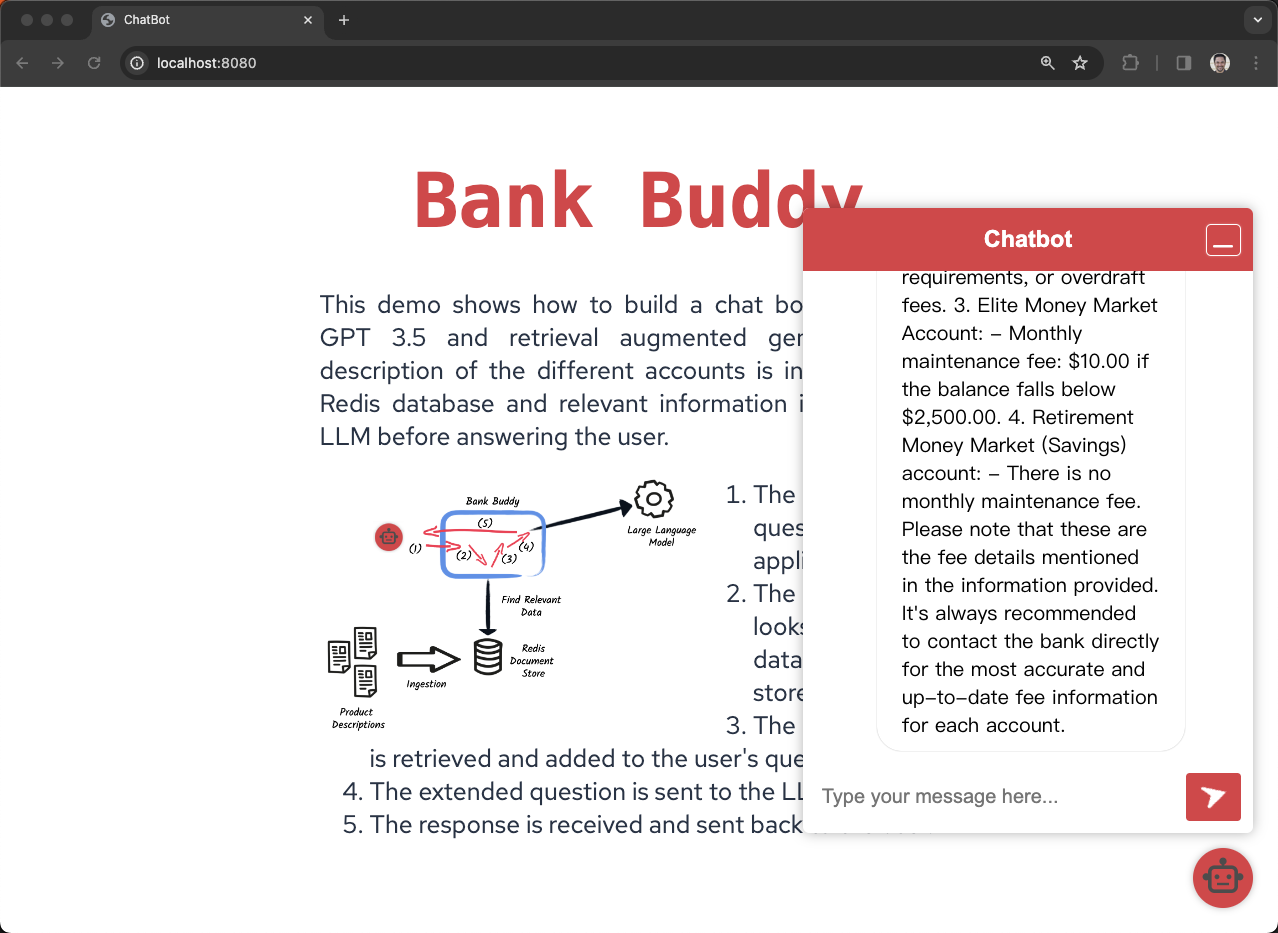 ChatBot
localhost:8080
Bank Buddy
This demo shows how to build a chat bo
GPT 3.5 and retrieval augmented ger
description of the different accounts is in
Redis database and relevant information i
LLM before answering the user.
Bank Buddy
(5)
(1)
(2)
(3)
(4)
Large Language
Model
Find Relevant
Data
Redis
Document
Store
Ingestion
Product
Descriptions
1. The
ques
appli
2. The
looks
data
store
3. The
is retrieved and added to the user's que
4. The extended question is sent to the LL
5. The response is received and sent back
Chatbot
requirements, or overdraft
fees. 3. Elite Money Market
Account: – Monthly
maintenance fee: $10.00 if
the balance falls below
$2,500.00. 4. Retirement
Money Market (Savings)
account: – There is no
monthly maintenance fee.
Please note that these are
the fee details mentioned
in the information provided.
It's always recommended
to contact the bank directly
for the most accurate and
up–to–date fee information
for each account.
Type your message here...